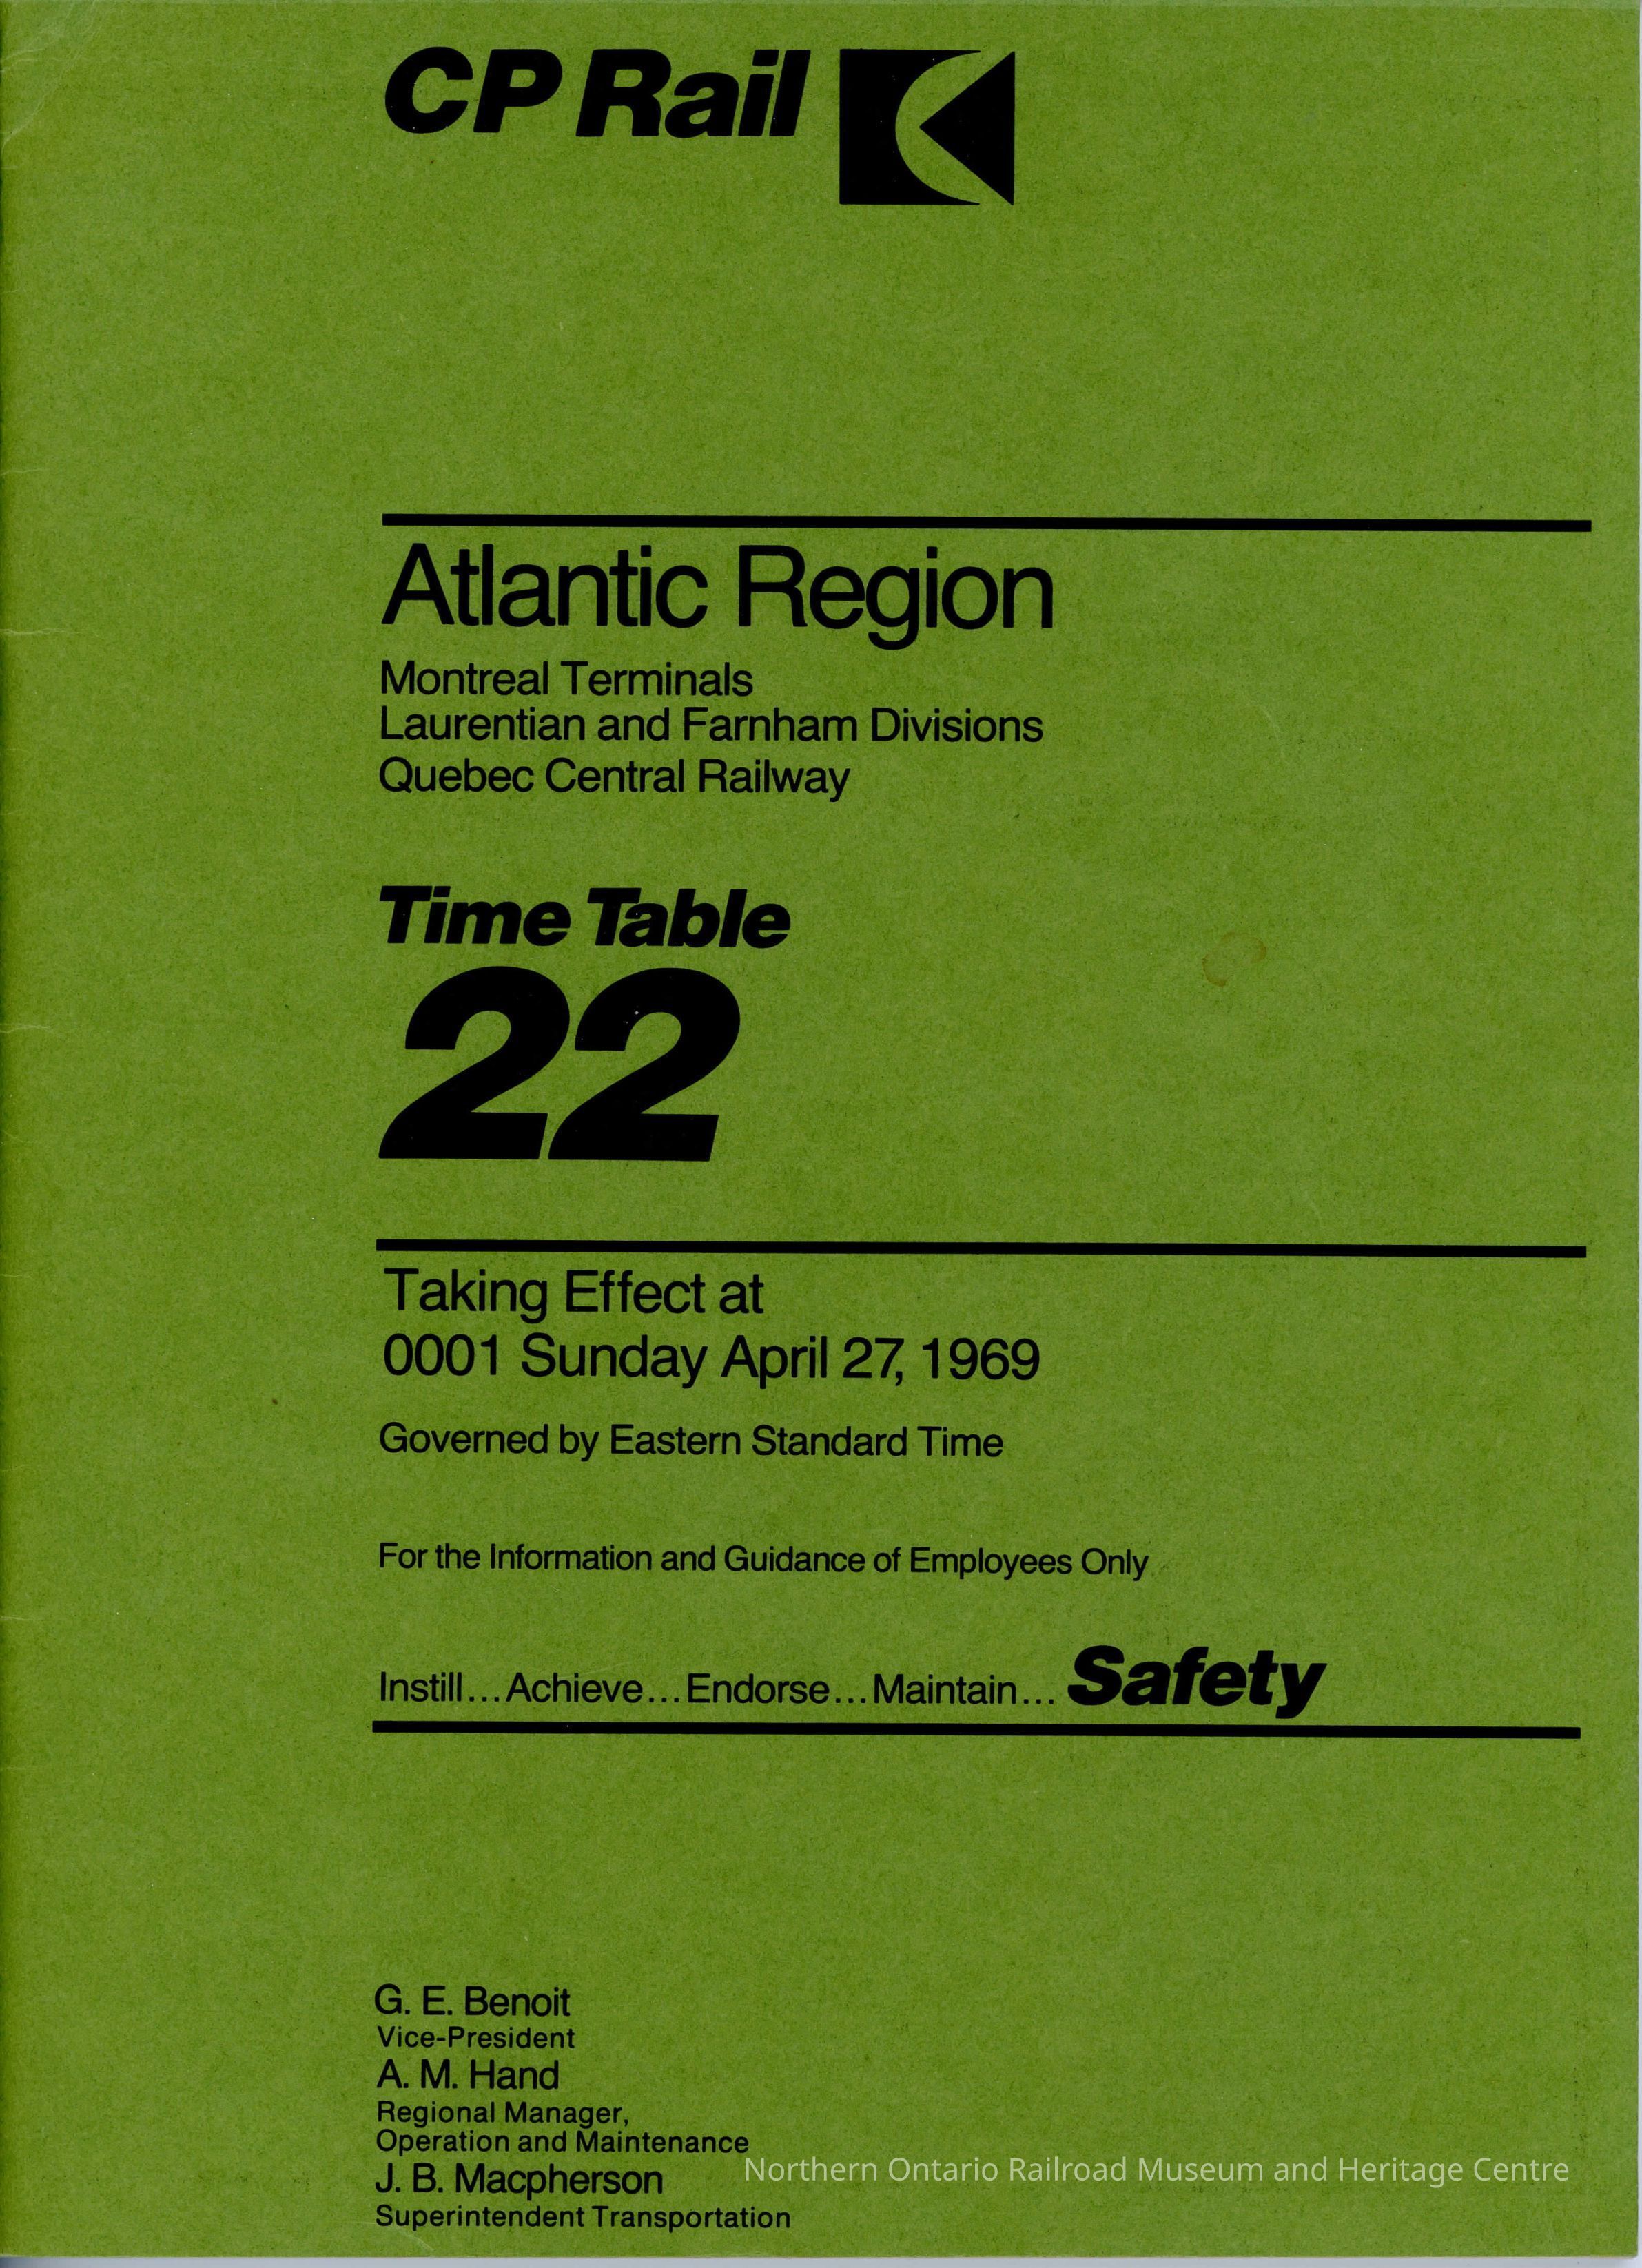 CP Rail
Atlantic Region
Montreal Terminals
Laurentian and Farnham Divisions
Quebec Central Railway
Time Table
22
Taking Effect at
0001 Sunday April 27, 1969
Governed by Eastern Standard Time
For the Information and Guidance of Employees Only
Instill...Achieve...Endorse...Maintain...Safety
G. E. Benoit
Vice-President
A. M. Hand
Regional Manager,
Operation and Maintenance
J. B. Macpherson
Superintendent Transportation
Northern Ontario Railroad Museum and Heritage Centre